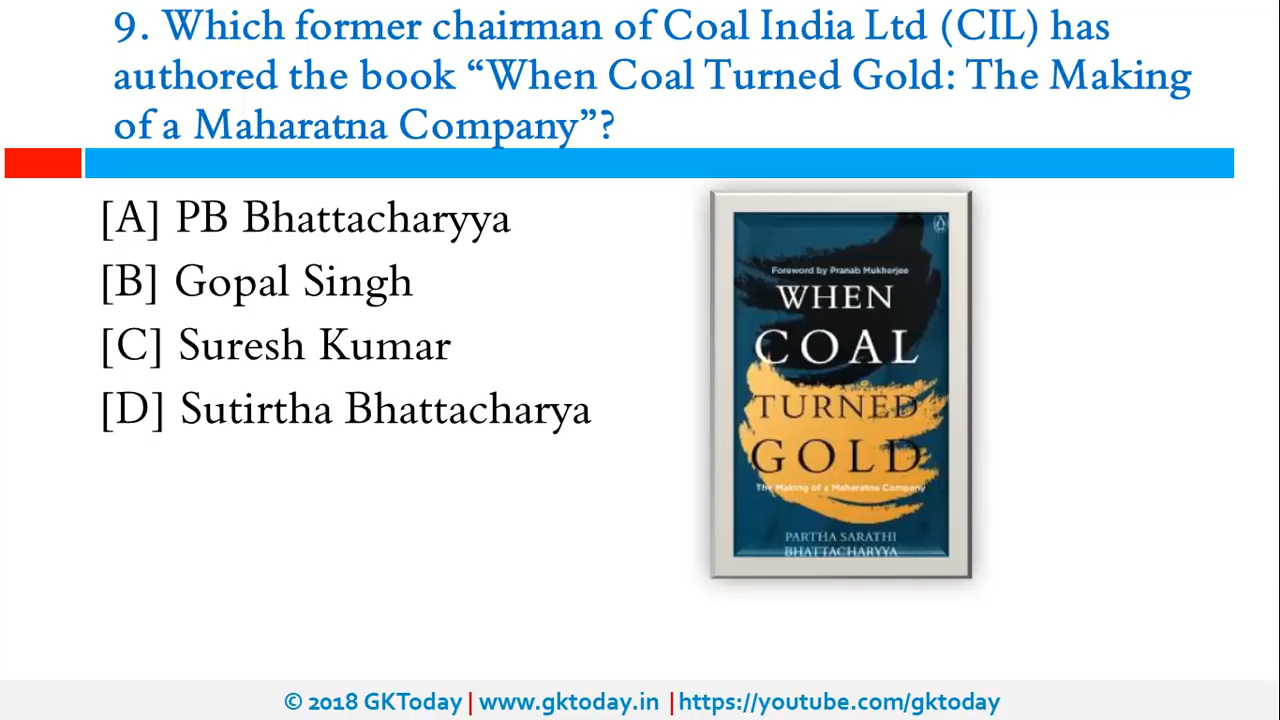 9. Which former chairman of Coal India Ltd (CIL) has
authored the book “When Coal Turned Gold: The Making
of a Maharatna Company”?
[A] PB Bhattacharyya
[B] Gopal Singh
[C] Suresh Kumar
[D] Sutirtha Bhattacharya
Foreword by Pranab Mukherjee
WHEN
COAL
TURNED
GOLD
The Making of a Maharatna Company
PARTHA SARATHI
BHATTACHARYYA
© 2018 GKToday | www.gktoday.in | https://youtube.com/gktoday